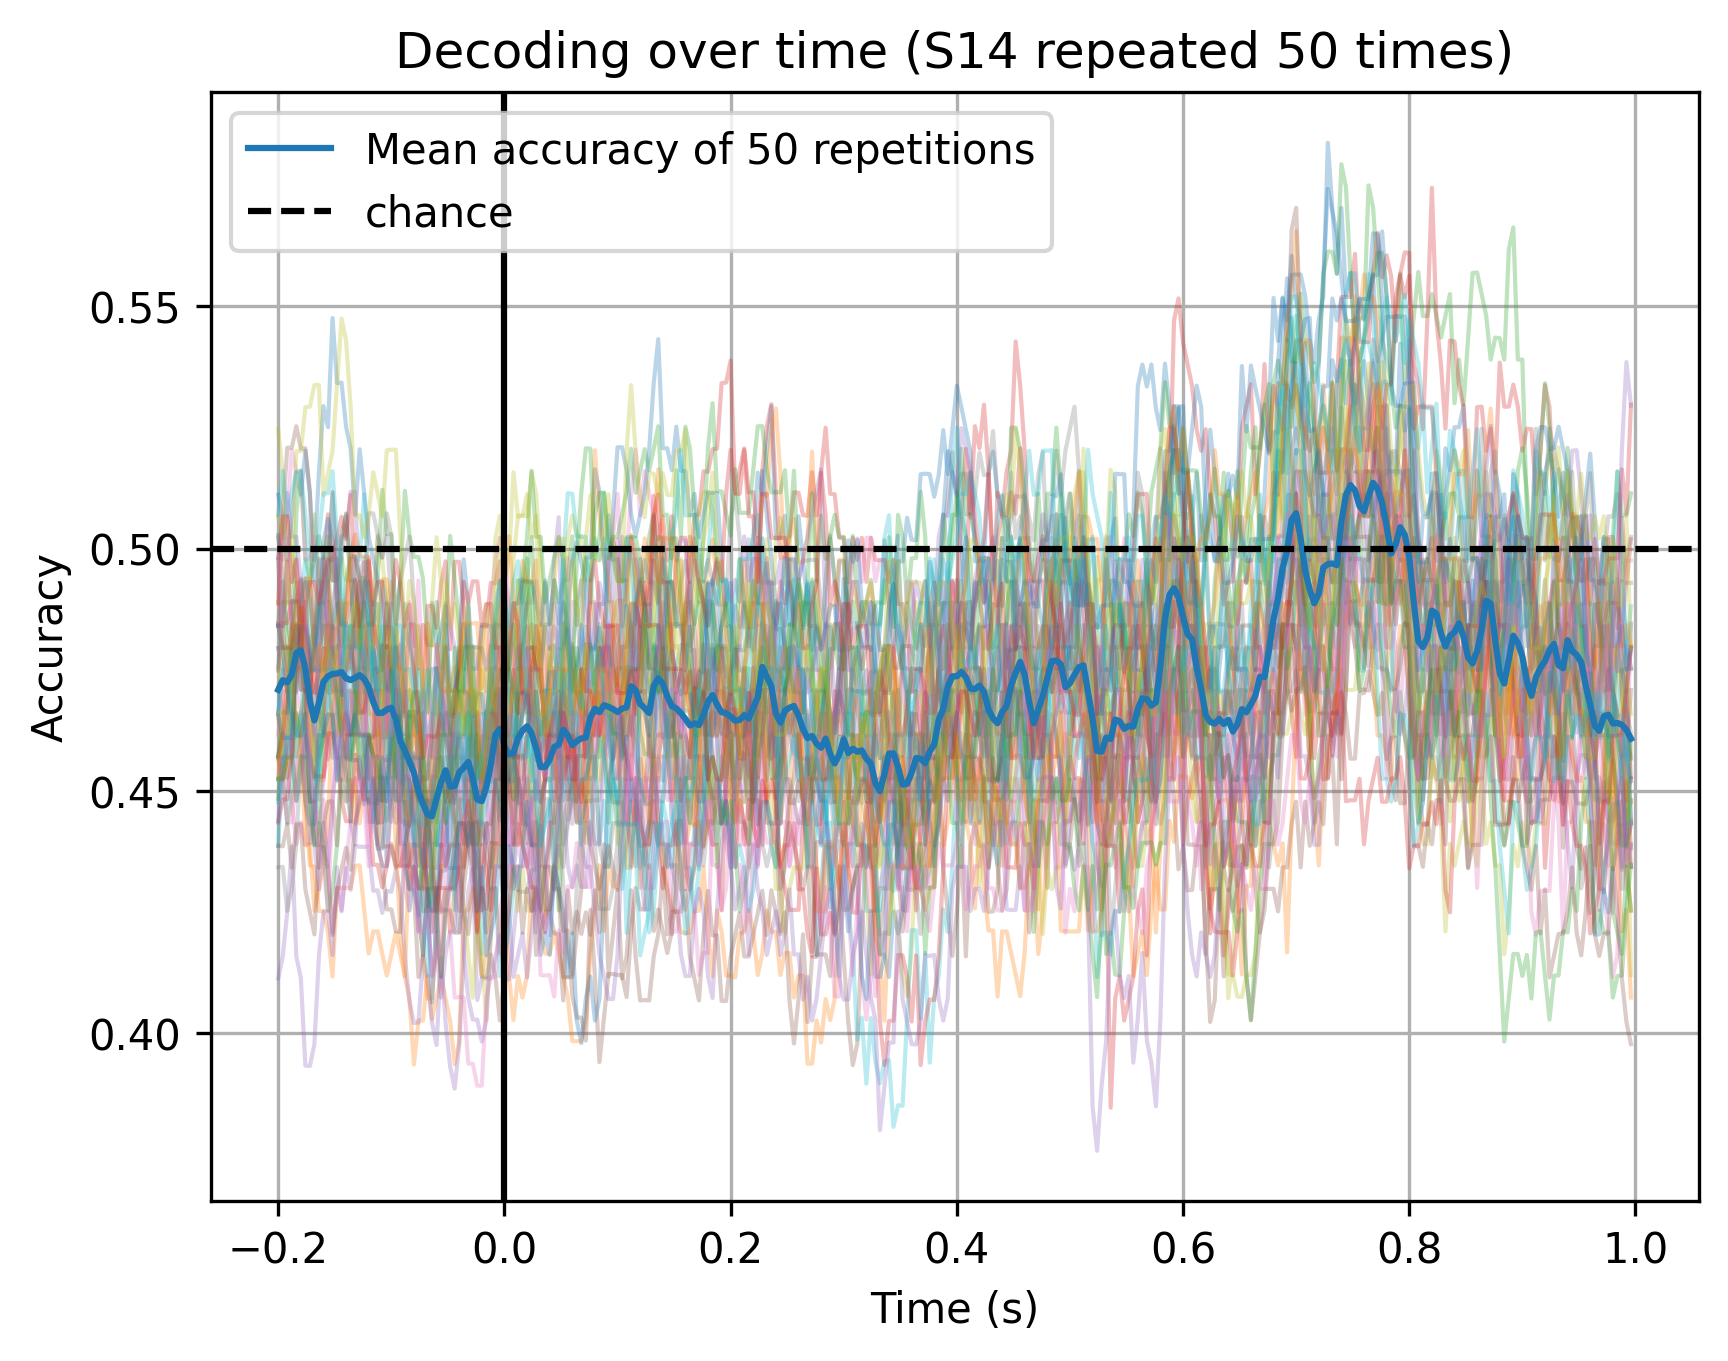 Decoding over time (S14 repeated 50 times)
Mean accuracy of 50 repetitions
chance
0.55
0.50
0.45
0.40
Accuracy
−0.2 0.0 0.2 0.4 0.6 0.8 1.0
Time (s)